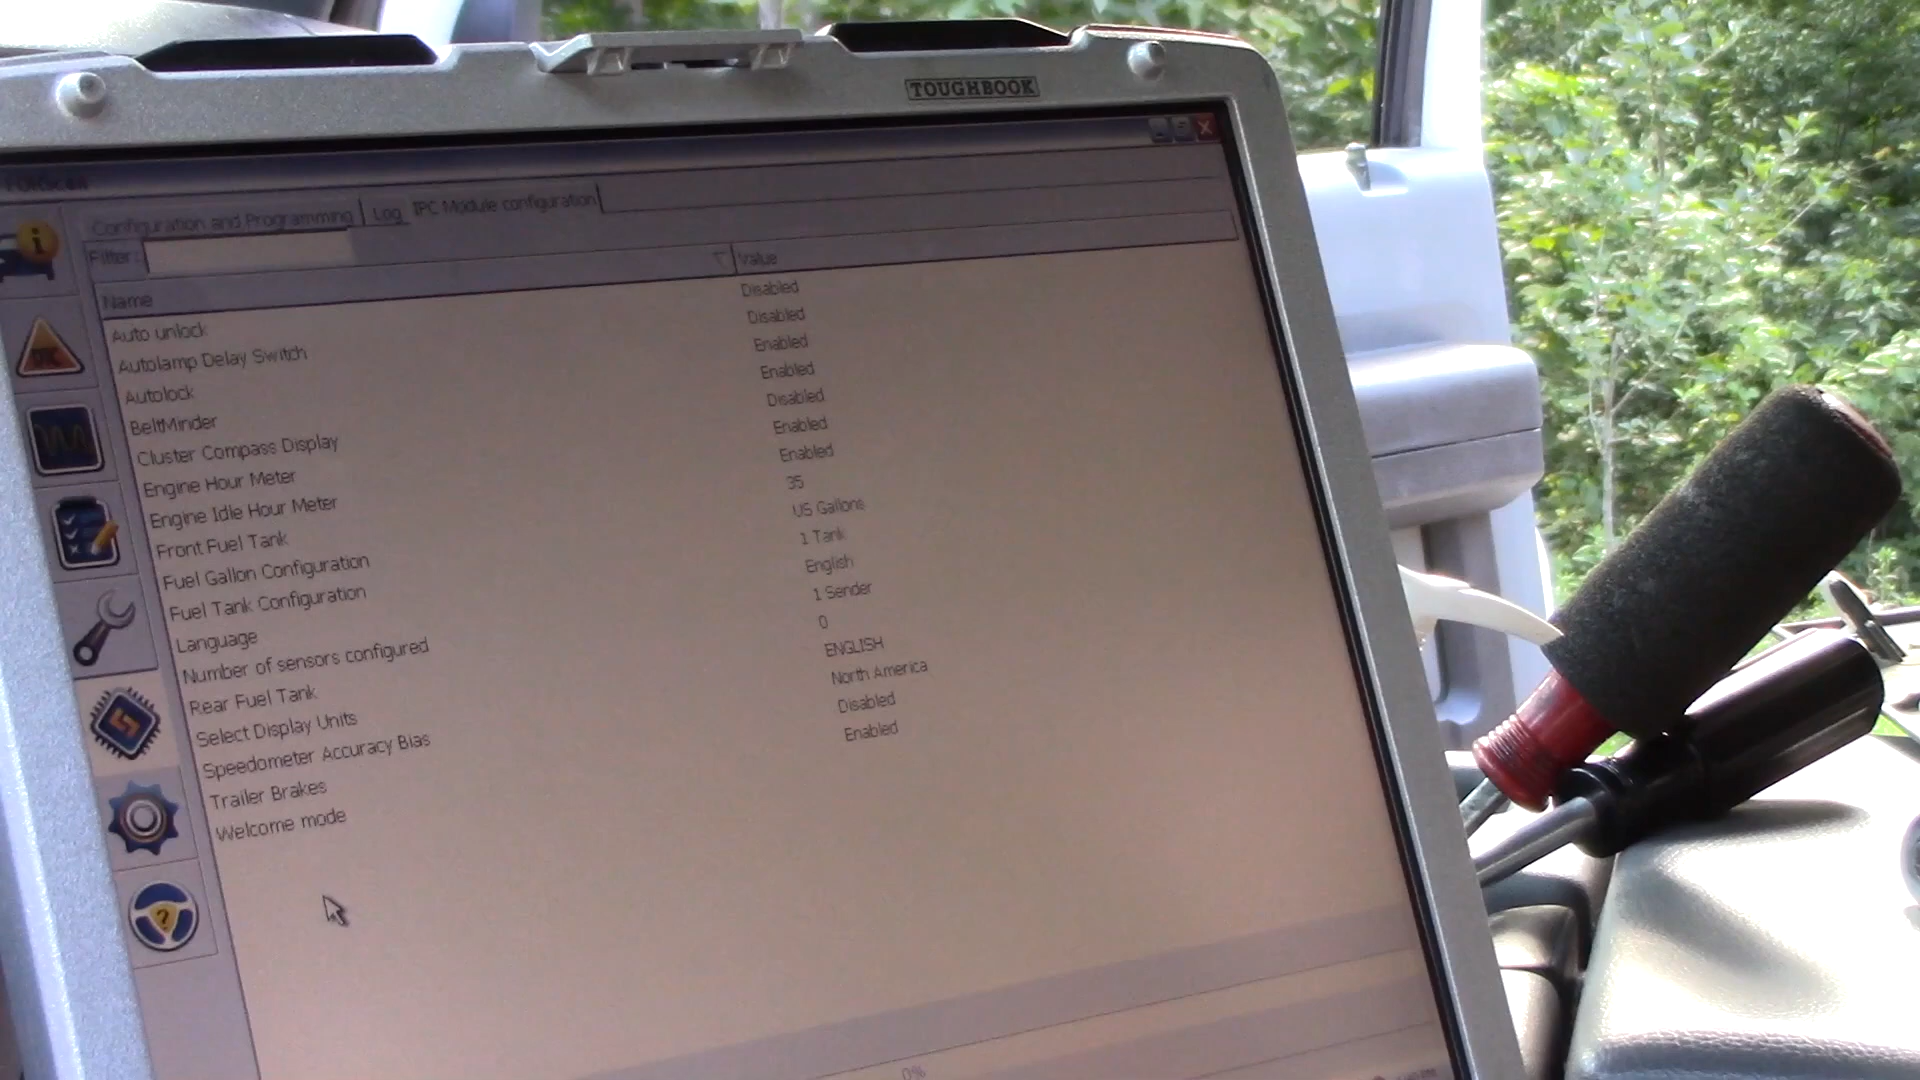 TOUGHBOOK
Configuration and Programming Log IPC Module configuration
Filter:
Name Value
Auto unlock Disabled
Autolamp Delay Switch Disabled
Autolock Enabled
BeltMinder Enabled
Cluster Compass Display Disabled
Engine Hour Meter Enabled
Engine Idle Hour Meter Enabled
Front Fuel Tank 35
Fuel Gallon Configuration US Gallons
Fuel Tank Configuration 1 Tank
Language English
Number of sensors configured 1 Sender
Rear Fuel Tank 0
Select Display Units ENGLISH
Speedometer Accuracy Bias North America
Trailer Brakes Disabled
Welcome mode Enabled
0%